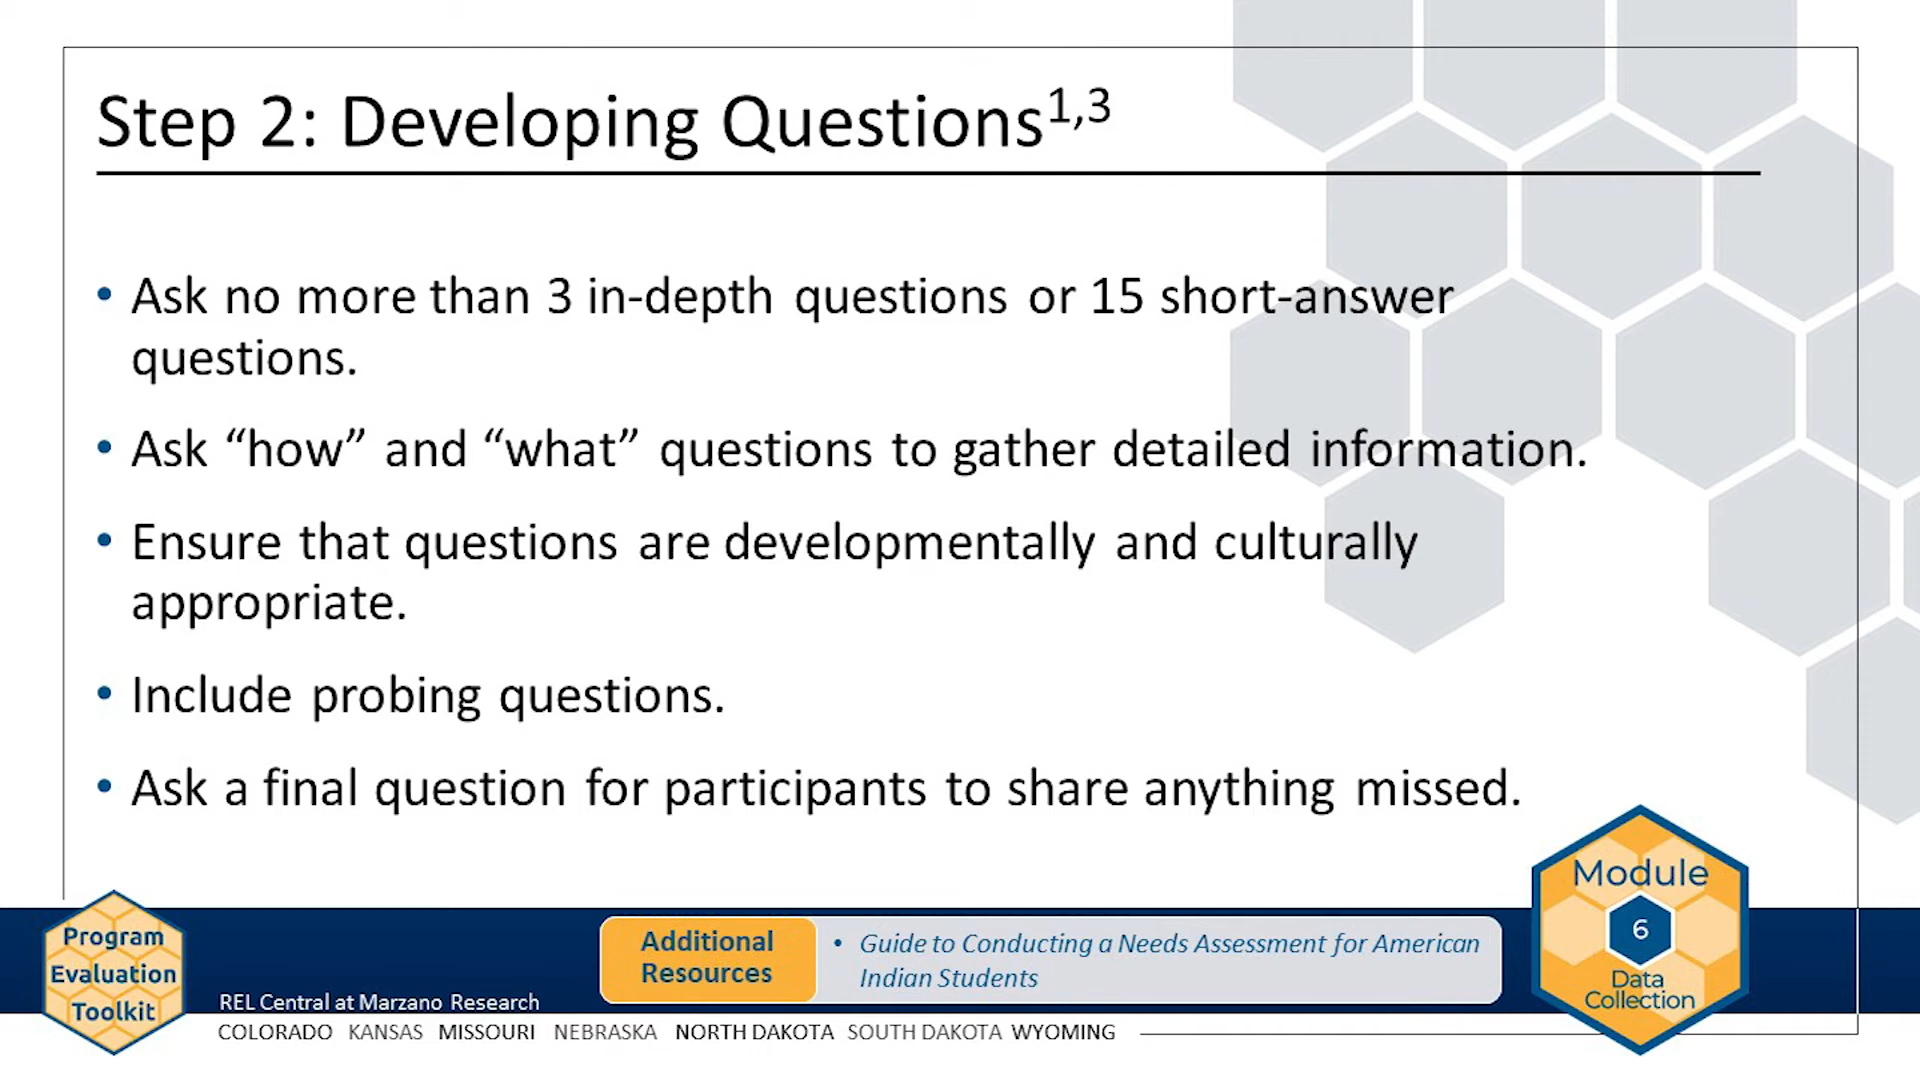 Step 2: Developing Questions1,3
• Ask no more than 3 in-depth questions or 15 short-answer
questions.
• Ask “how” and “what” questions to gather detailed information.
• Ensure that questions are developmentally and culturally
appropriate.
• Include probing questions.
• Ask a final question for participants to share anything missed.
Program
Evaluation
Toolkit
REL Central at Marzano Research
COLORADO KANSAS MISSOURI NEBRASKA NORTH DAKOTA SOUTH DAKOTA WYOMING
Additional
Resources
• Guide to Conducting a Needs Assessment for American
Indian Students
Module
6
Data
Collection